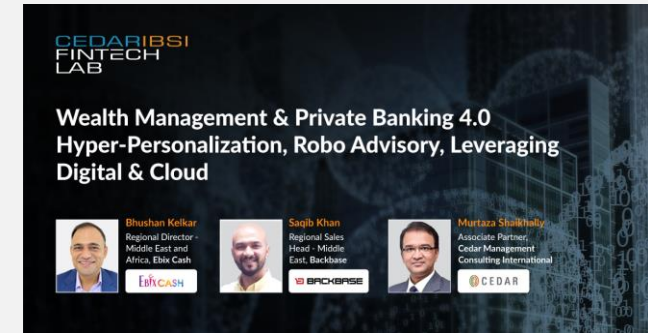 CEDARIBSI
FINTECH
LAB
Wealth Management & Private Banking 4.0
Hyper-Personalization, Robo Advisory, Leveraging
Digital & Cloud
Bhushan Kelkar
Regional Director -
Middle East and
Africa, Ebix Cash
EbixCASH
Saqib Khan
Regional Sales
Head - Middle
East, Backbase
BACKBASE
Murtaza Shaikhally
Associate Partner,
Cedar Management
Consulting International
CEDAR